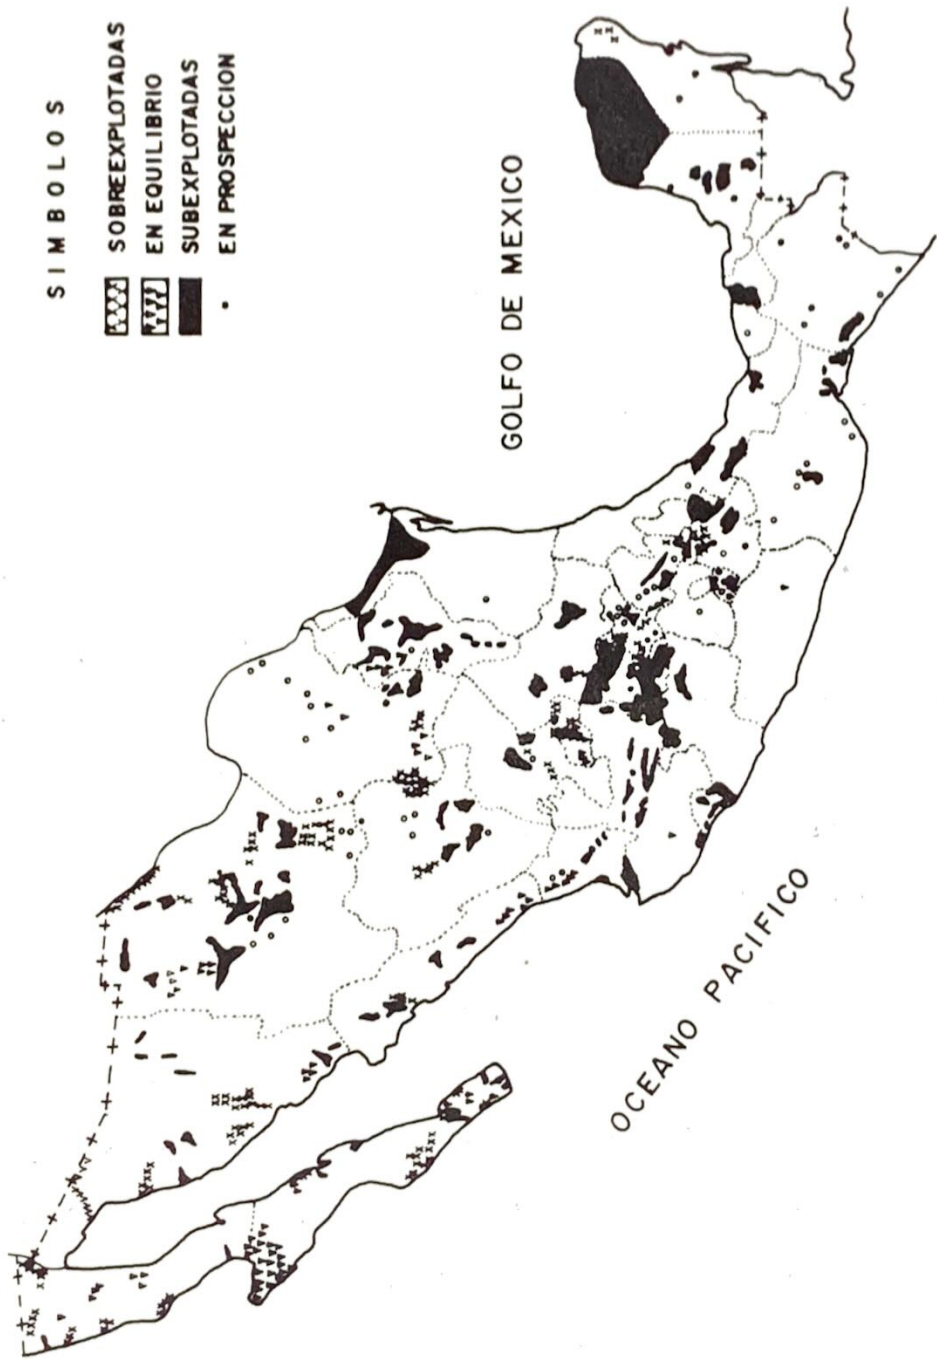 SIMBOLOS
SOBREEXPLOTADAS
EN EQUILIBRIO
SUBEXPLOTADAS
EN PROSPECCION
GOLFO DE MEXICO
OCEANO PACIFICO